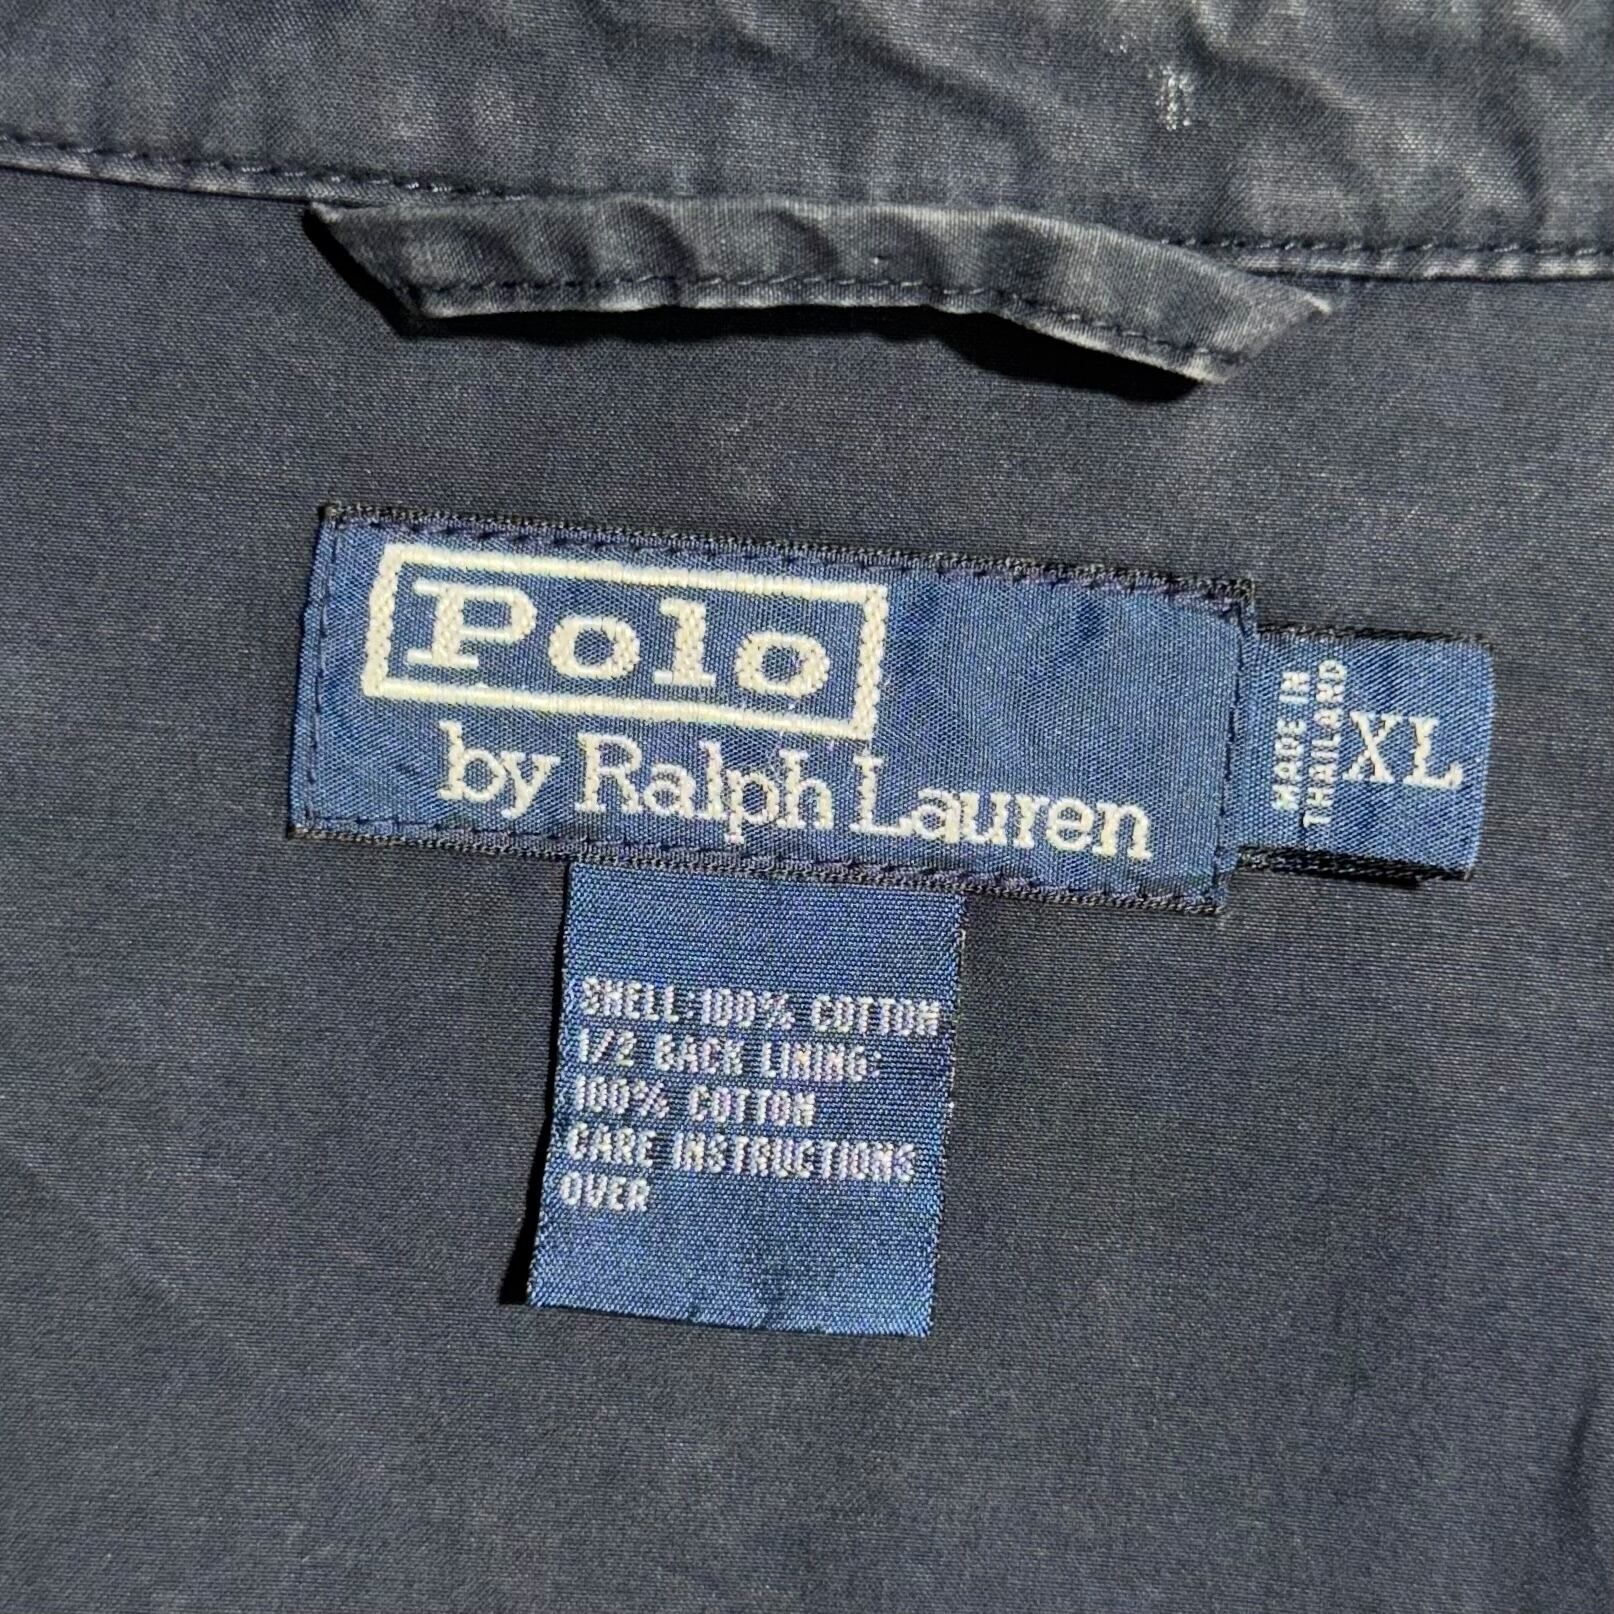 Polo
by Ralph Lauren
MADE IN
THAILAND
XL
SHELL:100% COTTON
1/2 BACK LINING:
100% COTTON
CARE INSTRUCTIONS
OVER